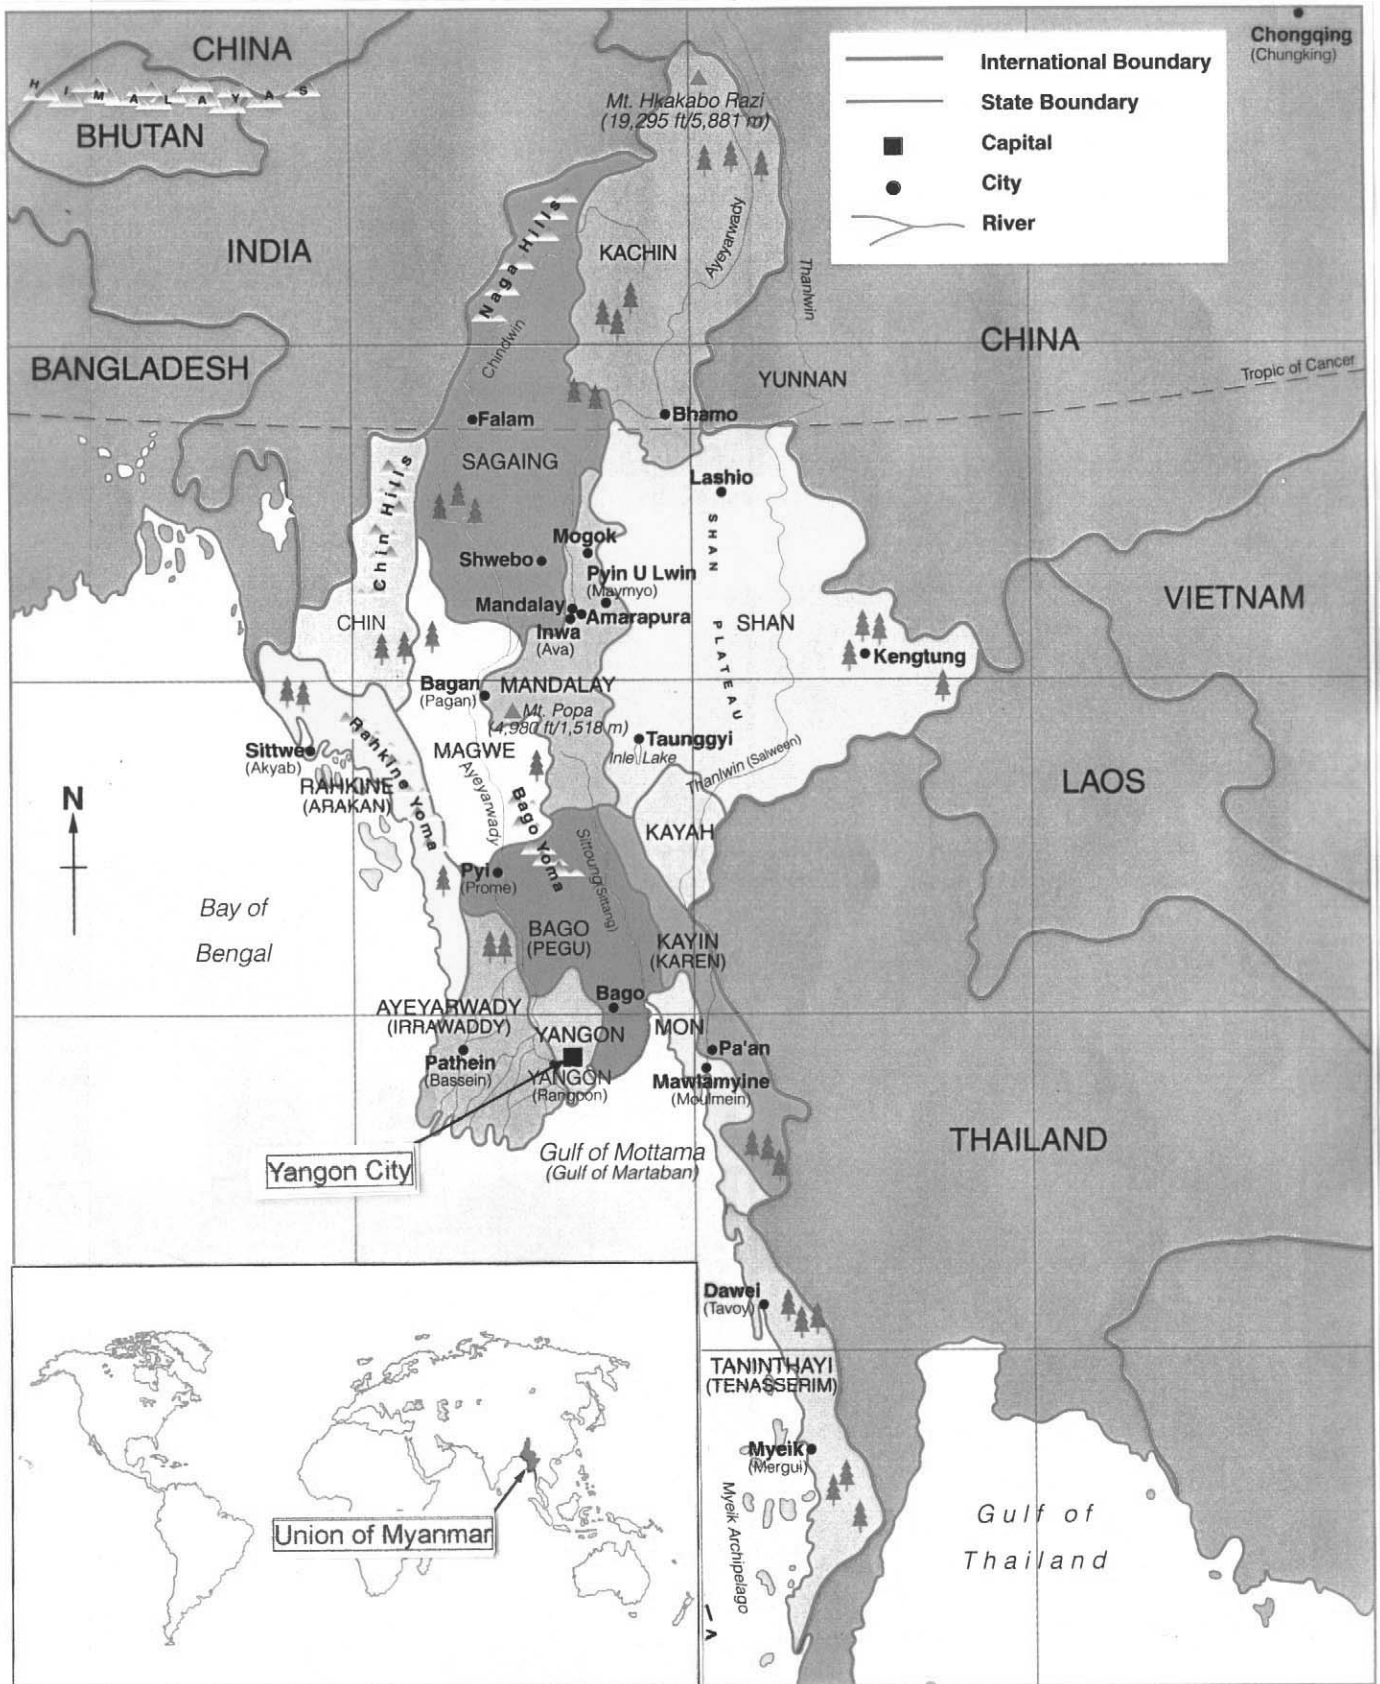 CHINA
HIMALAYAS
BHUTAN
INDIA
BANGLADESH
Chongqing
(Chungking)
International Boundary
State Boundary
Capital
City
River
Mt. Hkakabo Razi
(19,295 ft/5,881 m)
Naga Hills
KACHIN
Ayeyarwady
Thanlwin
Chindwin
CHINA
YUNNAN
Tropic of Cancer
Falam
Bhamo
SAGAING
Chin Hills
Lashio
SHAN PLATEAU
Mogok
Shwebo
Pyin U Lwin
(Maymyo)
Mandalay
Amarapura
Inwa
(Ava)
CHIN
SHAN
VIETNAM
Kengtung
Bagan
(Pagan)
MANDALAY
Mt. Popa
(4,980 ft/1,518 m)
Sittwe
(Akyab)
Rahkine Yoma
MAGWE
Taunggyi
Inle Lake
Thanlwin (Salween)
RAHKINE
(ARAKAN)
Ayeyarwady
Bago Yoma
LAOS
N
KAYAH
Sittoung (Sittang)
Pyi
(Prome)
Bay of
Bengal
BAGO
(PEGU)
KAYIN
(KAREN)
AYEYARWADY
(IRRAWADDY)
Bago
YANGON
MON
Pathein
(Bassein)
YANGON
(Rangoon)
Pa'an
Mawlamyine
(Moulmein)
THAILAND
Yangon City
Gulf of Mottama
(Gulf of Martaban)
Dawei
(Tavoy)
TANINTHAYI
(TENASSERIM)
Myeik
(Mergui)
Myeik Archipelago
Gulf of
Thailand
Union of Myanmar